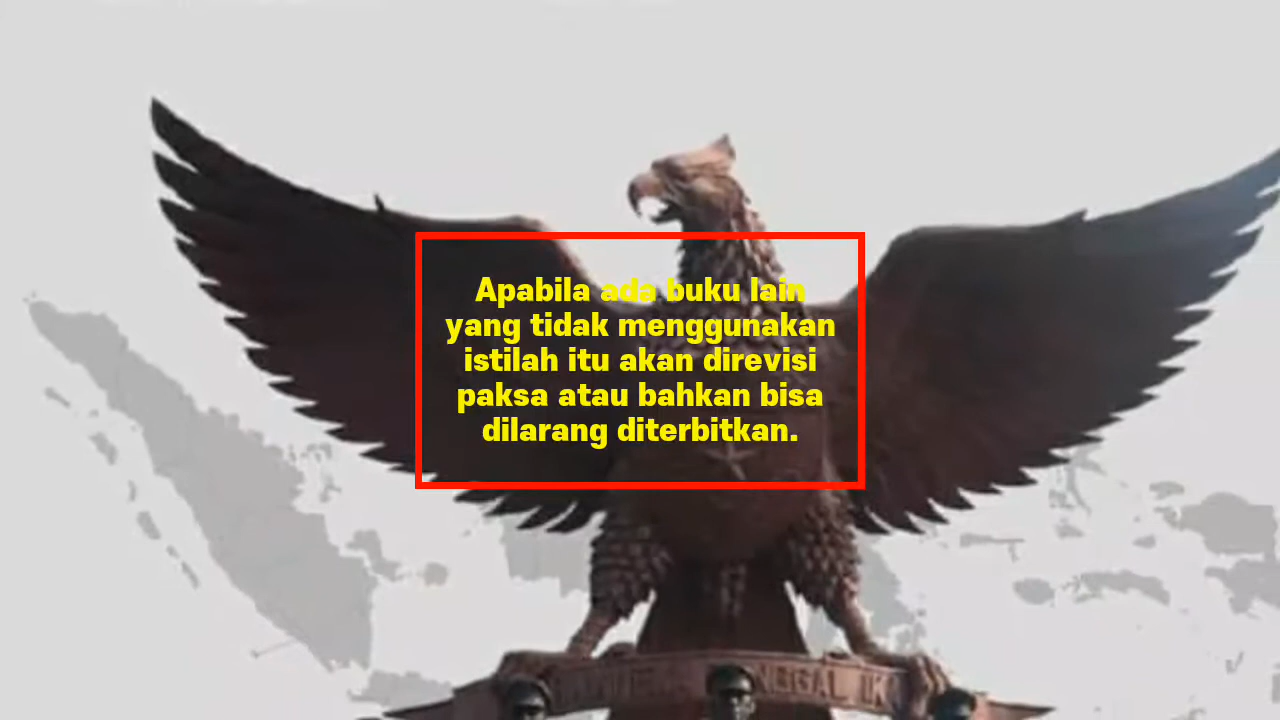 Apabila ada buku lain
yang tidak menggunakan
istilah itu akan direvisi
paksa atau bahkan bisa
dilarang diterbitkan.